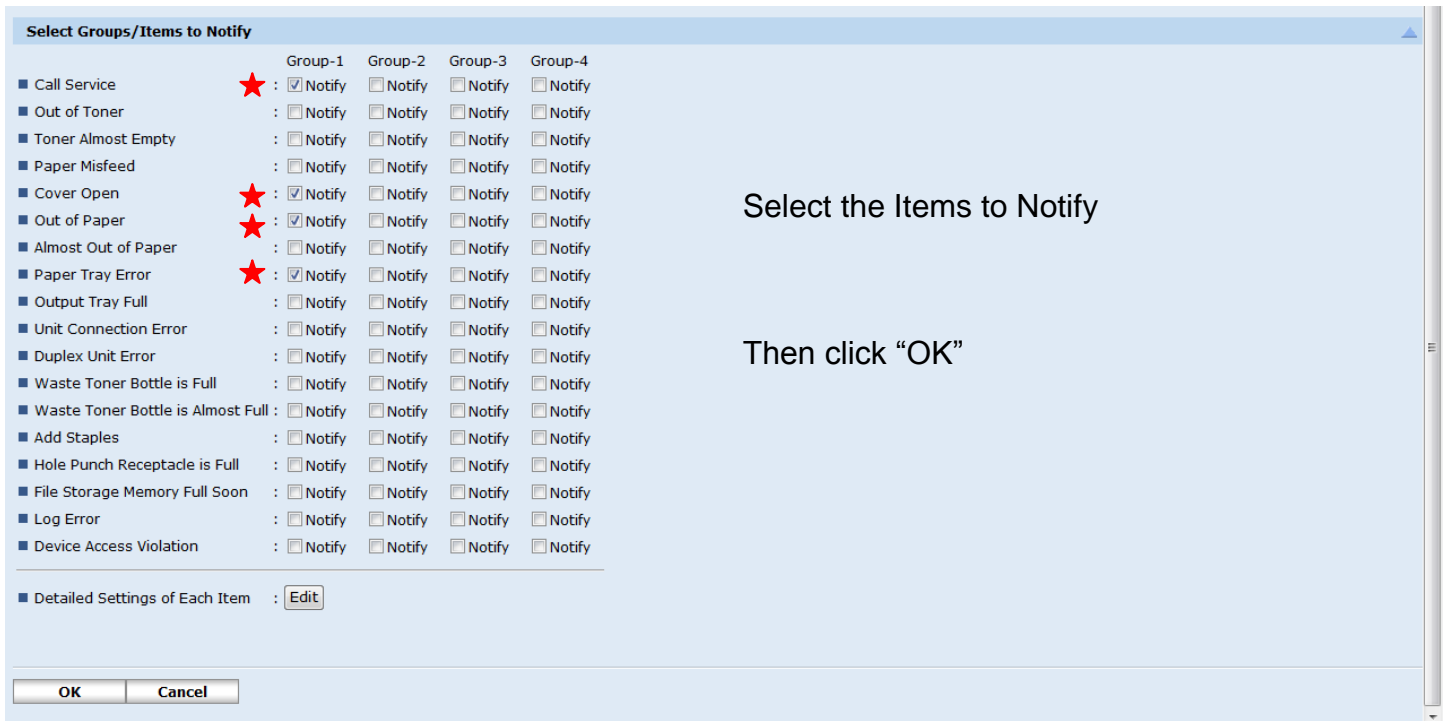 Select Groups/Items to Notify
Group-1 Group-2 Group-3 Group-4
Call Service : Notify Notify Notify Notify
Out of Toner : Notify Notify Notify Notify
Toner Almost Empty : Notify Notify Notify Notify
Paper Misfeed : Notify Notify Notify Notify
Cover Open : Notify Notify Notify Notify
Select the Items to Notify
Out of Paper : Notify Notify Notify Notify
Almost Out of Paper : Notify Notify Notify Notify
Paper Tray Error : Notify Notify Notify Notify
Output Tray Full : Notify Notify Notify Notify
Unit Connection Error : Notify Notify Notify Notify
Then click “OK”
Duplex Unit Error : Notify Notify Notify Notify
Waste Toner Bottle is Full : Notify Notify Notify Notify
Waste Toner Bottle is Almost Full : Notify Notify Notify Notify
Add Staples : Notify Notify Notify Notify
Hole Punch Receptacle is Full : Notify Notify Notify Notify
File Storage Memory Full Soon : Notify Notify Notify Notify
Log Error : Notify Notify Notify Notify
Device Access Violation : Notify Notify Notify Notify
Detailed Settings of Each Item : Edit
OK Cancel